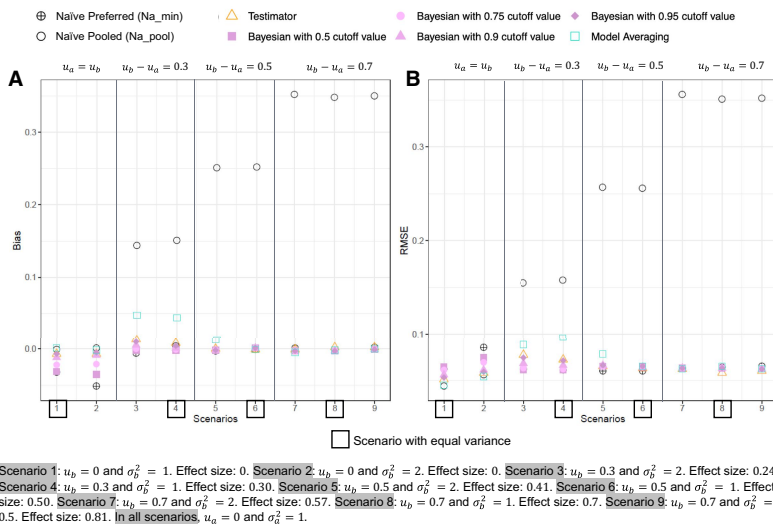 Naïve Preferred (Na_min) Testimator Bayesian with 0.75 cutoff value Bayesian with 0.95 cutoff value
Naïve Pooled (Na_pool) Bayesian with 0.5 cutoff value Bayesian with 0.9 cutoff value Model Averaging
A
u_a = u_b u_b − u_a = 0.3 u_b − u_a = 0.5 u_b − u_a = 0.7
Bias
0.3
0.2
0.1
0.0
1 2 3 4 5 6 7 8 9
Scenarios
B
u_a = u_b u_b − u_a = 0.3 u_b − u_a = 0.5 u_b − u_a = 0.7
RMSE
0.3
0.2
0.1
1 2 3 4 5 6 7 8 9
Scenarios
Scenario with equal variance
Scenario 1: u_b = 0 and σ_b^2 = 1. Effect size: 0. Scenario 2: u_b = 0 and σ_b^2 = 2. Effect size: 0. Scenario 3: u_b = 0.3 and σ_b^2 = 2. Effect size: 0.24
Scenario 4: u_b = 0.3 and σ_b^2 = 1. Effect size: 0.30. Scenario 5: u_b = 0.5 and σ_b^2 = 2. Effect size: 0.41. Scenario 6: u_b = 0.5 and σ_b^2 = 1. Effect
size: 0.50. Scenario 7: u_b = 0.7 and σ_b^2 = 2. Effect size: 0.57. Scenario 8: u_b = 0.7 and σ_b^2 = 1. Effect size: 0.7. Scenario 9: u_b = 0.7 and σ_b^2 =
0.5. Effect size: 0.81. In all scenarios, u_a = 0 and σ_a^2 = 1.